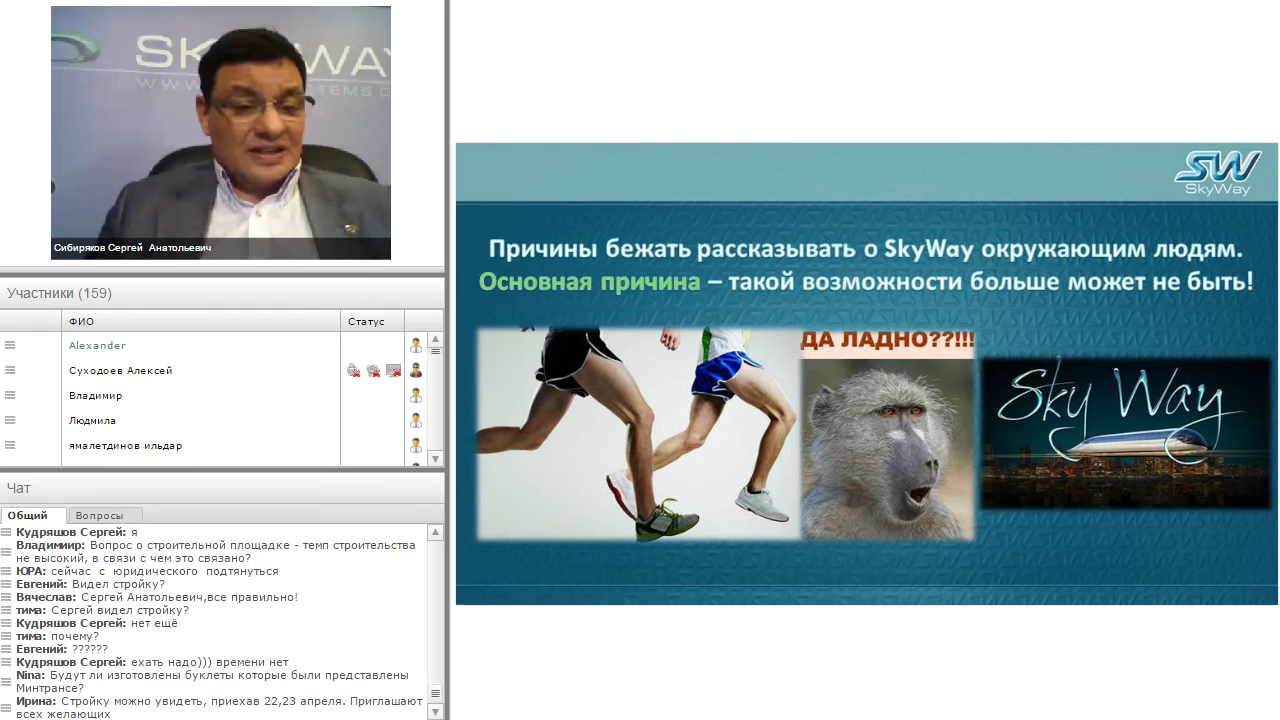 SKYWAY
Сибиряков Сергей Анатольевич
Участники (159)
ФИО
Статус
Alexander
Суходоев Алексей
Владимир
Людмила
ямалетдинов ильдар
Чат
Общий
Вопросы
Кудряшов Сергей: я
Владимиир: Вопрос о строительной площадке - темп строительства
не высокий, в связи с чем это связано?
ЮРА: сейчас с юридического подтянуться
Евгений: Видел стройку?
Вячеслав: Сергей Анатольевич,все правильно!
тима: Сергей видел стройку?
Кудряшов Сергей: нет ещё
тима: почему?
Евгений: ??????
Кудряшов Сергей: ехать надо))) времени нет
Nina: Будут ли изготовлены буклеты которые были представлены
Минтрансе?
Ирина: Стройку можно увидеть, приехав 22,23 апреля. Приглашают
всех желающих
SW
SkyWay
Причины бежать рассказывать о SkyWay окружающим людям.
Основная причина – такой возможности больше может не быть!
ДА ЛАДНО??!!!
Sky Way